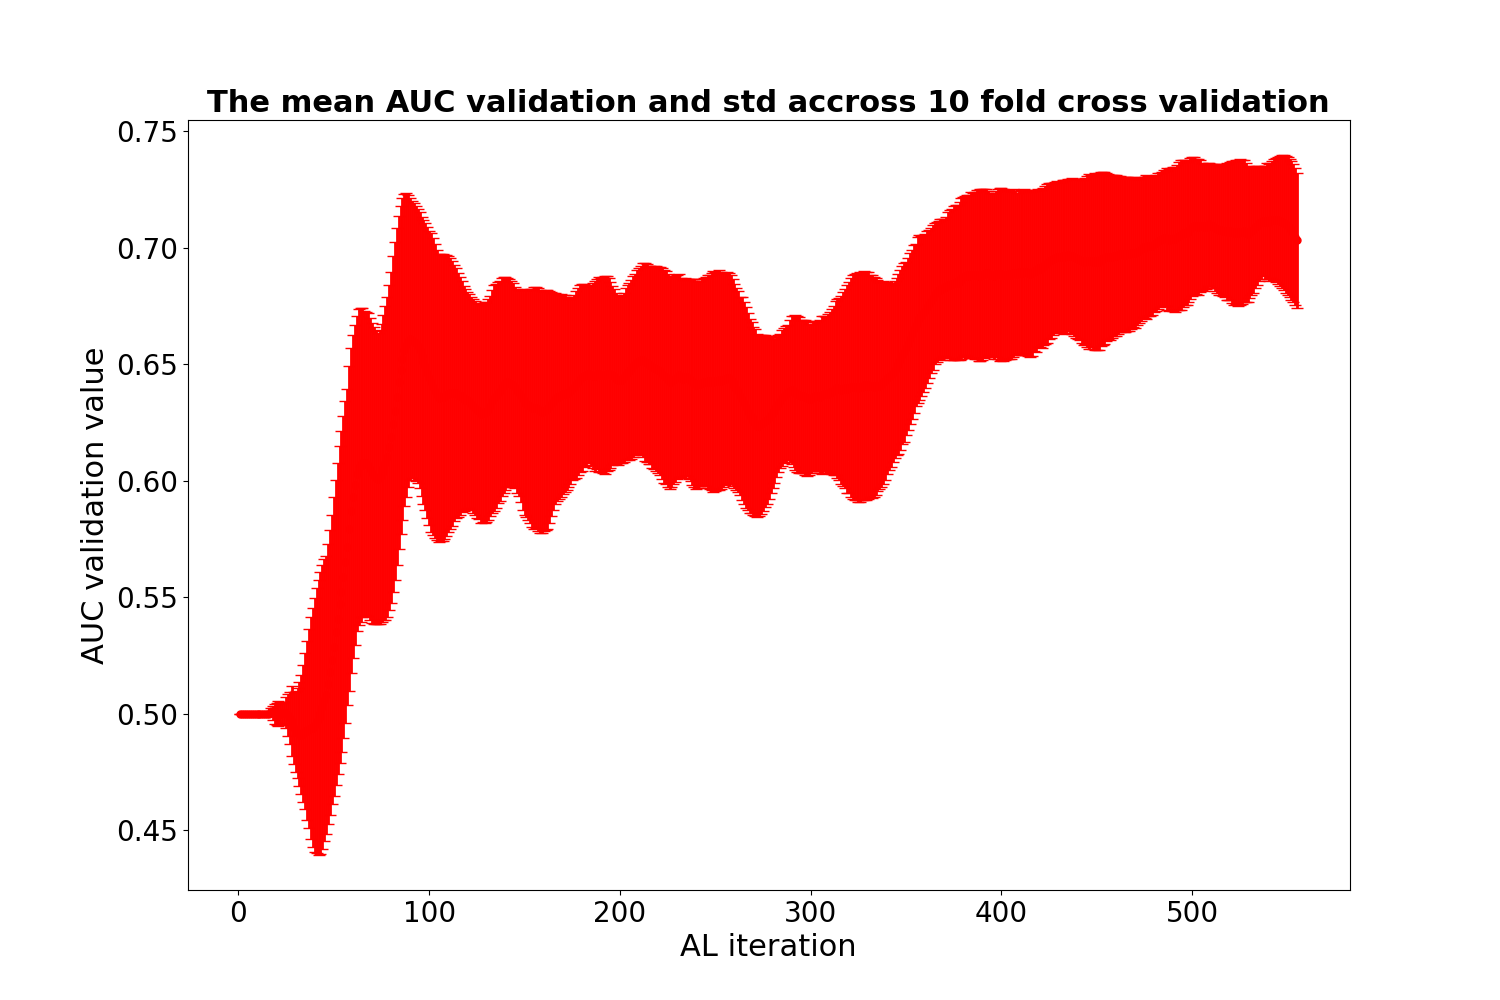 The mean AUC validation and std accross 10 fold cross validation
0.75
0.70
0.65
0.60
0.55
0.50
0.45
AUC validation value
0 100 200 300 400 500
AL iteration